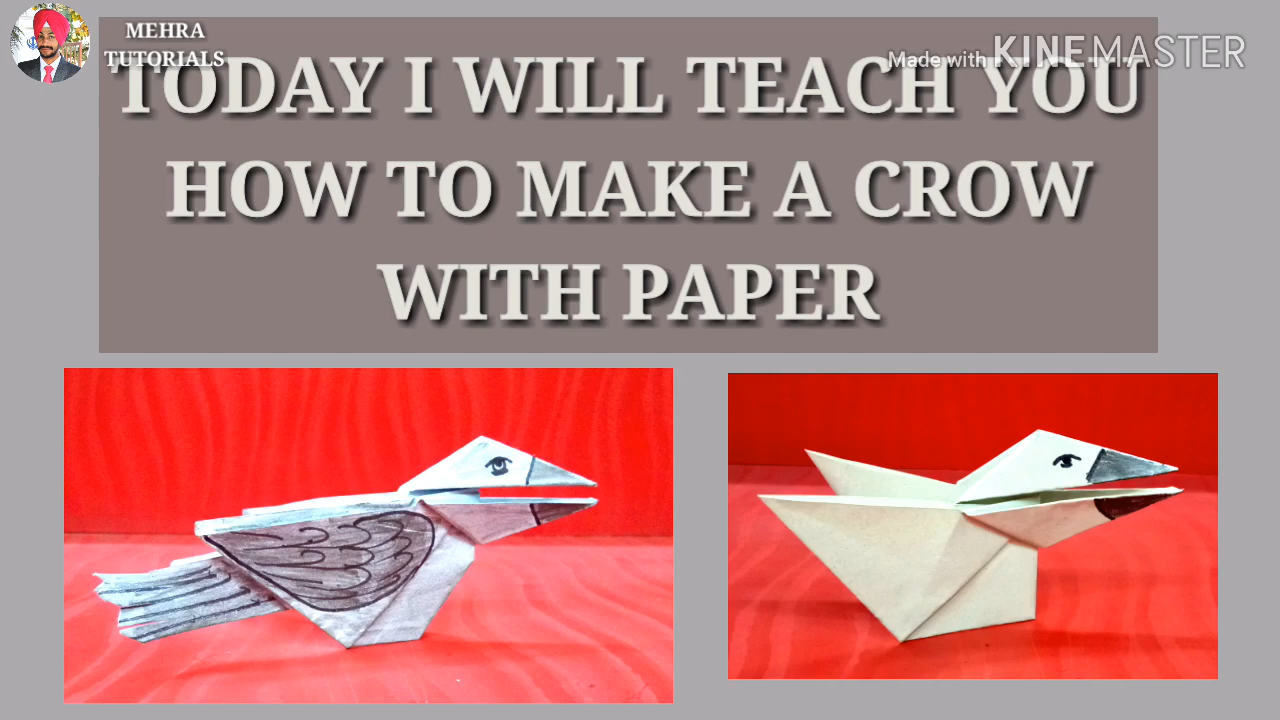 MEHRA
TUTORIALS
Made with KINEMASTER
TODAY I WILL TEACH YOU
HOW TO MAKE A CROW
WITH PAPER